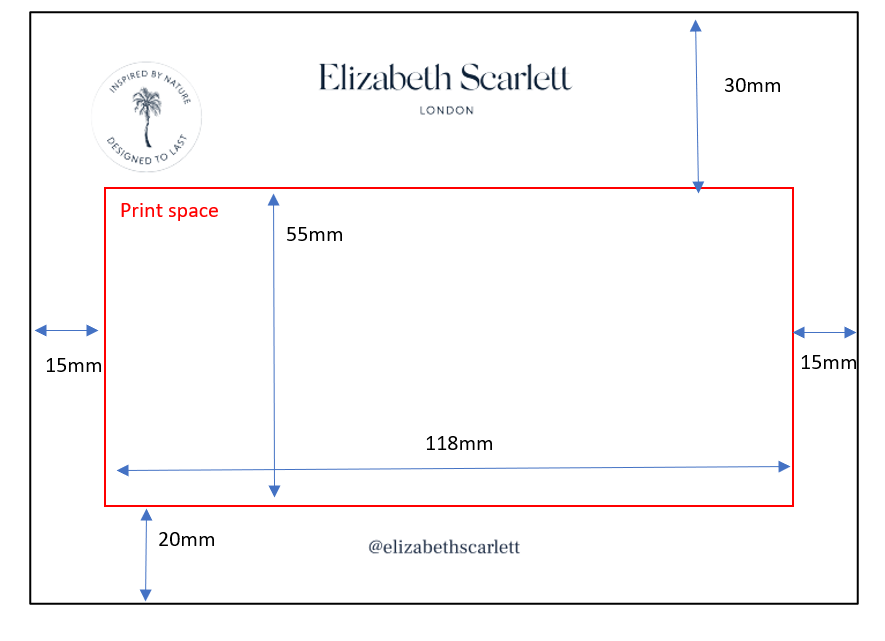 INSPIRED BY NATURE
DESIGNED TO LAST
Elizabeth Scarlett
LONDON
30mm
Print space
55mm
15mm
15mm
118mm
20mm
@elizabethscarlett